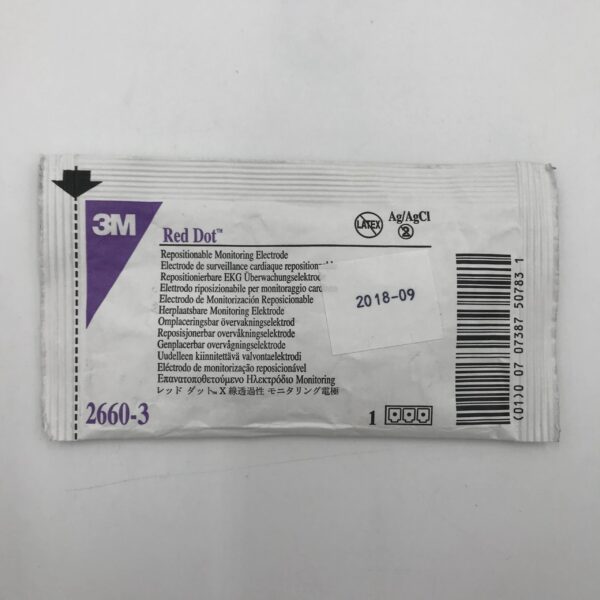 3M
Red Dot™
LATEX
Ag/AgCl
2
Repositionable Monitoring Electrode
Electrode de surveillance cardiaque
Repositionierbare EKG Überwachungselektrod
Elettrodo riposizionabile per monitoraggio
Electrodo de Monitorización Reposicionable
Herplaatsbare Monitoring Elektrode
Omplaceringsbar övervakningselektrod
Reposisjonerbar overvåkningselektrode
Genplacerbar overvågningselektrode
Uudelleen kiinnitettävä valvontaelektrodi
Eléctrodo de monitorização reposicionável
Επανατοποθετούμενο Ηλεκτρόδιο Monitoring
レッド ダット™X 線透過性 モニタリング電極
2018-09
2660-3
1
(01)0 07 07387 50783 1